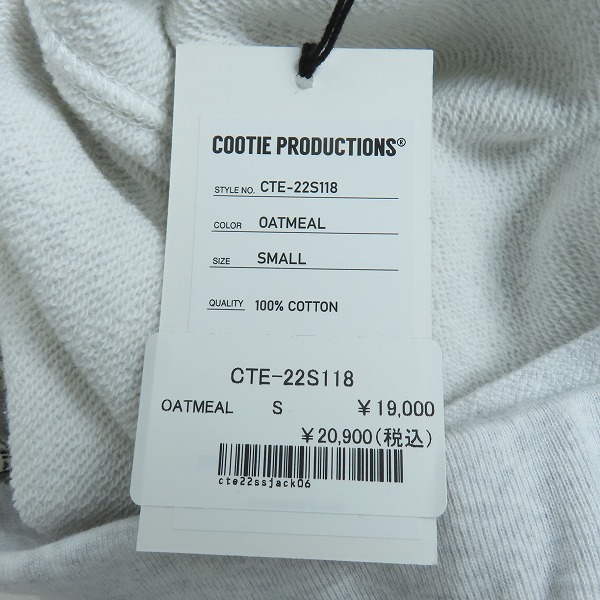 COOTIE PRODUCTIONS®
STYLE NO. CTE-22S118
COLOR OATMEAL
SIZE SMALL
QUALITY 100% COTTON
CTE-22S118
OATMEAL S ¥19,000
¥20,900(税込)
cte22ssjack06